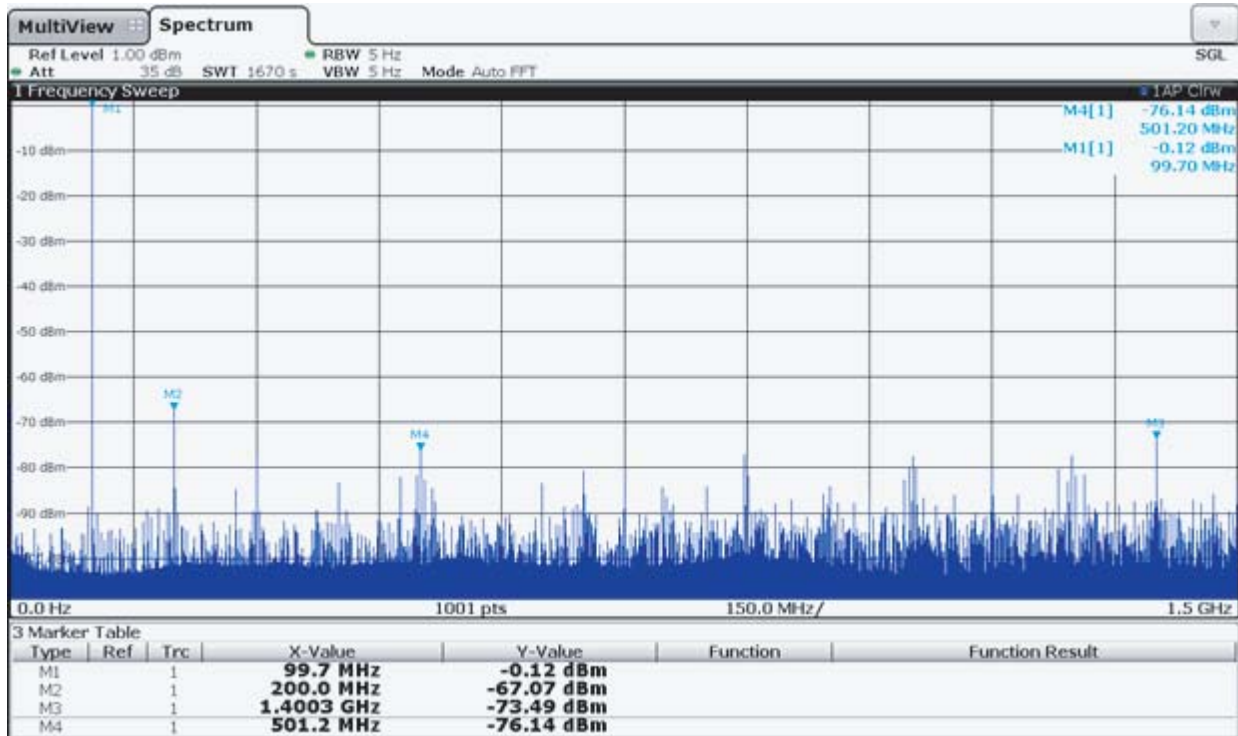 MultiView Spectrum
Ref Level 1.00 dBm RBW 5 Hz SGL
Att 35 dB SWT 1670 s VBW 5 Hz Mode Auto FFT
1 Frequency Sweep 1AP Clrw
M1 M4[1] -76.14 dBm
501.20 MHz
-10 dBm M1[1] -0.12 dBm
99.70 MHz
-20 dBm
-30 dBm
-40 dBm
-50 dBm
-60 dBm
M2
-70 dBm
M4 M3
-80 dBm
-90 dBm
0.0 Hz 1001 pts 150.0 MHz/ 1.5 GHz
3 Marker Table
Type Ref Trc X-Value Y-Value Function Function Result
M1 1 99.7 MHz -0.12 dBm
M2 1 200.0 MHz -67.07 dBm
M3 1 1.4003 GHz -73.49 dBm
M4 1 501.2 MHz -76.14 dBm